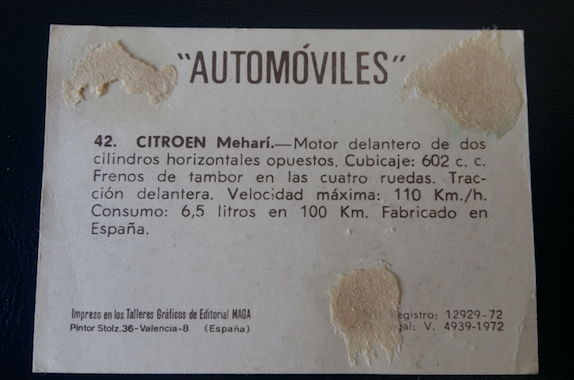 "AUTOMÓVILES"
42. CITROEN Meharí.—Motor delantero de dos
cilindros horizontales opuestos. Cubicaje: 602 c. c.
Frenos de tambor en las cuatro ruedas. Trac-
ción delantera. Velocidad máxima: 110 Km./h.
Consumo: 6,5 litros en 100 Km. Fabricado en
España.
Impreso en los Talleres Gráficos de Editorial MAGA
Pintor Stolz,36-Valencia-8 (España)
Registro: 12929-72
V. 4939-1972